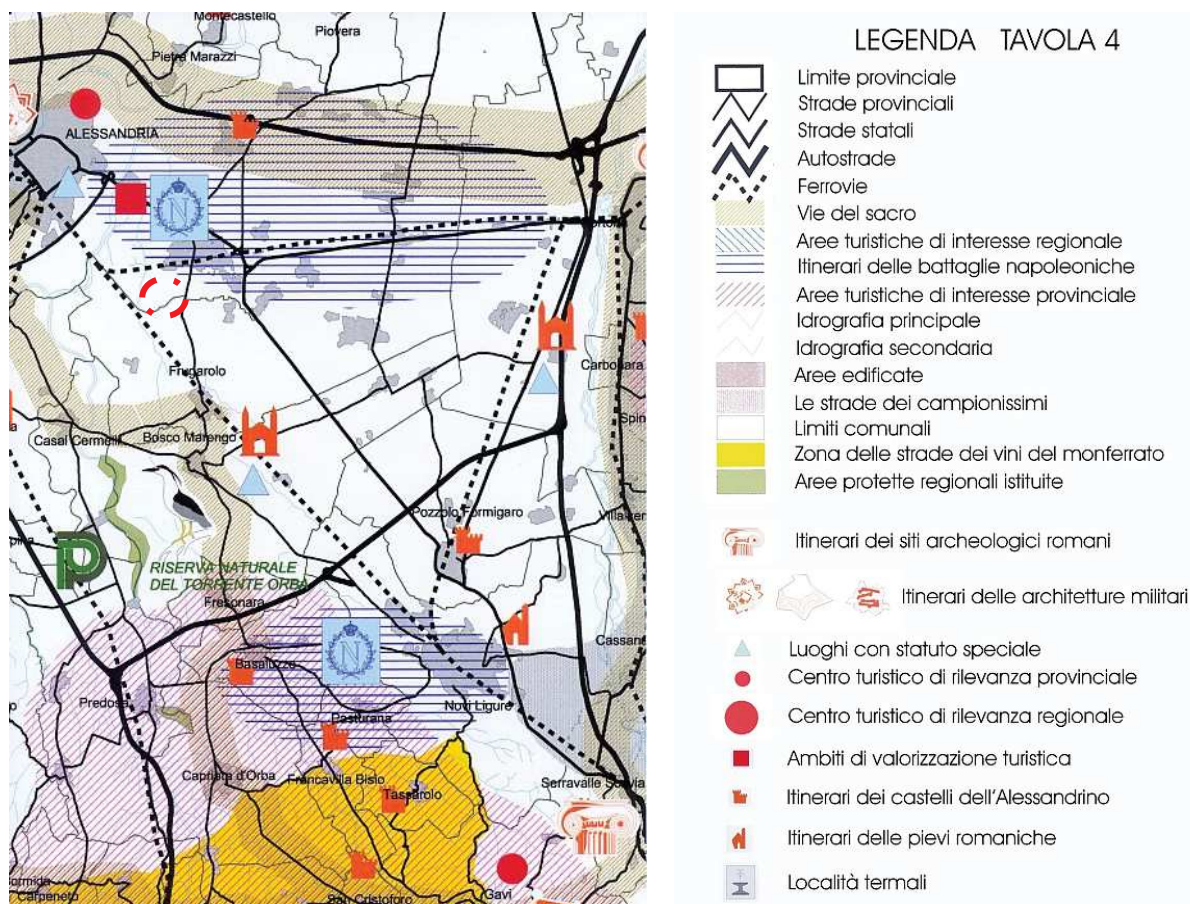 Montecastello
Piovera
Pietra Marazzi
ALESSANDRIA
Frugarolo
Carbonara
Spin
Casal Cermelli
Bosco Marengo
Pozzolo Formigaro
RISERVA NATURALE
DEL TORRENTE ORBA
Fresonara
Cassan
Basaluzzo
Predosa
Novi Ligure
Pasturana
Capriata d'Orba
Francavilla Bisio
Serravalle Scrivia
Tassarolo
Gavi
San Cristoforo
Carpeneto
N
N
P
LEGENDA TAVOLA 4
Limite provinciale
Strade provinciali
Strade statali
Autostrade
Ferrovie
Vie del sacro
Aree turistiche di interesse regionale
Itinerari delle battaglie napoleoniche
Aree turistiche di interesse provinciale
Idrografia principale
Idrografia secondaria
Aree edificate
Le strade dei campionissimi
Limiti comunali
Zona delle strade dei vini del monferrato
Aree protette regionali istituite
Itinerari dei siti archeologici romani
Itinerari delle architetture militari
Luoghi con statuto speciale
Centro turistico di rilevanza provinciale
Centro turistico di rilevanza regionale
Ambiti di valorizzazione turistica
Itinerari dei castelli dell'Alessandrino
Itinerari delle pievi romaniche
Località termali